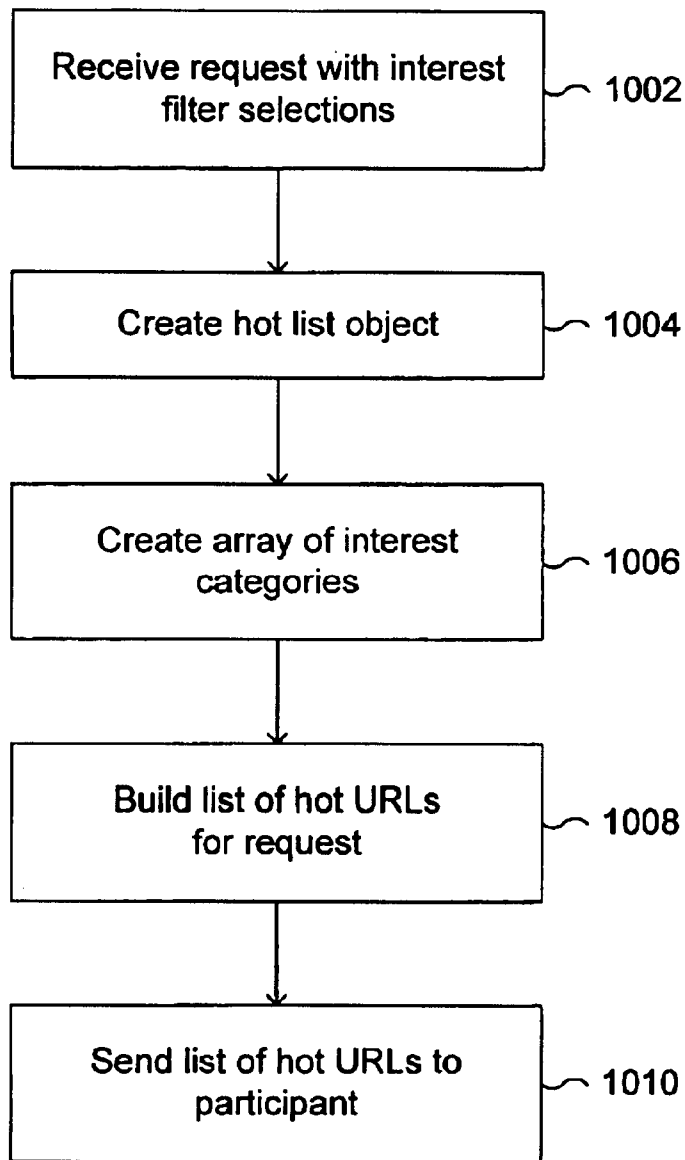 Receive request with interest
filter selections
1002
Create hot list object
1004
Create array of interest
categories
1006
Build list of hot URLs
for request
1008
Send list of hot URLs to
participant
1010